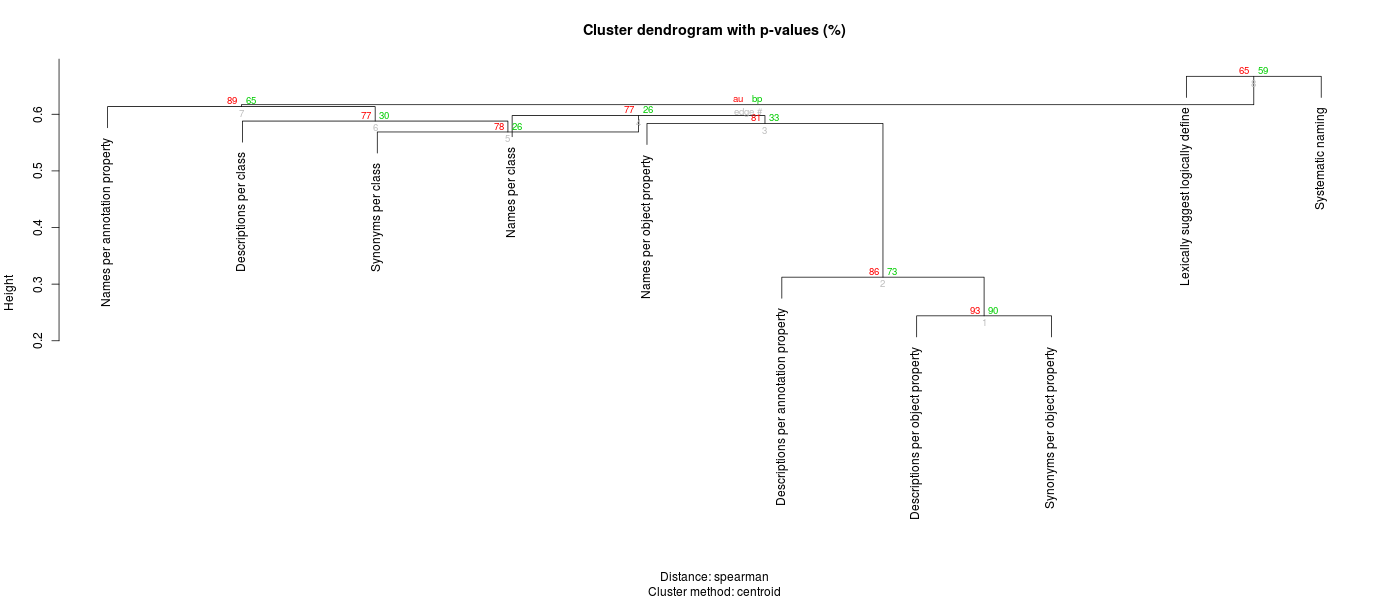 Cluster dendrogram with p-values (%)
Height
0.6
0.5
0.4
0.3
0.2
65 59
8
89 65
7
au bp
edge #
77 30
6
78 26
5
77 26
81 33
3
86 73
2
93 90
1
Names per annotation property
Descriptions per class
Synonyms per class
Names per class
Names per object property
Descriptions per annotation property
Descriptions per object property
Synonyms per object property
Lexically suggest logically define
Systematic naming
Distance: spearman
Cluster method: centroid